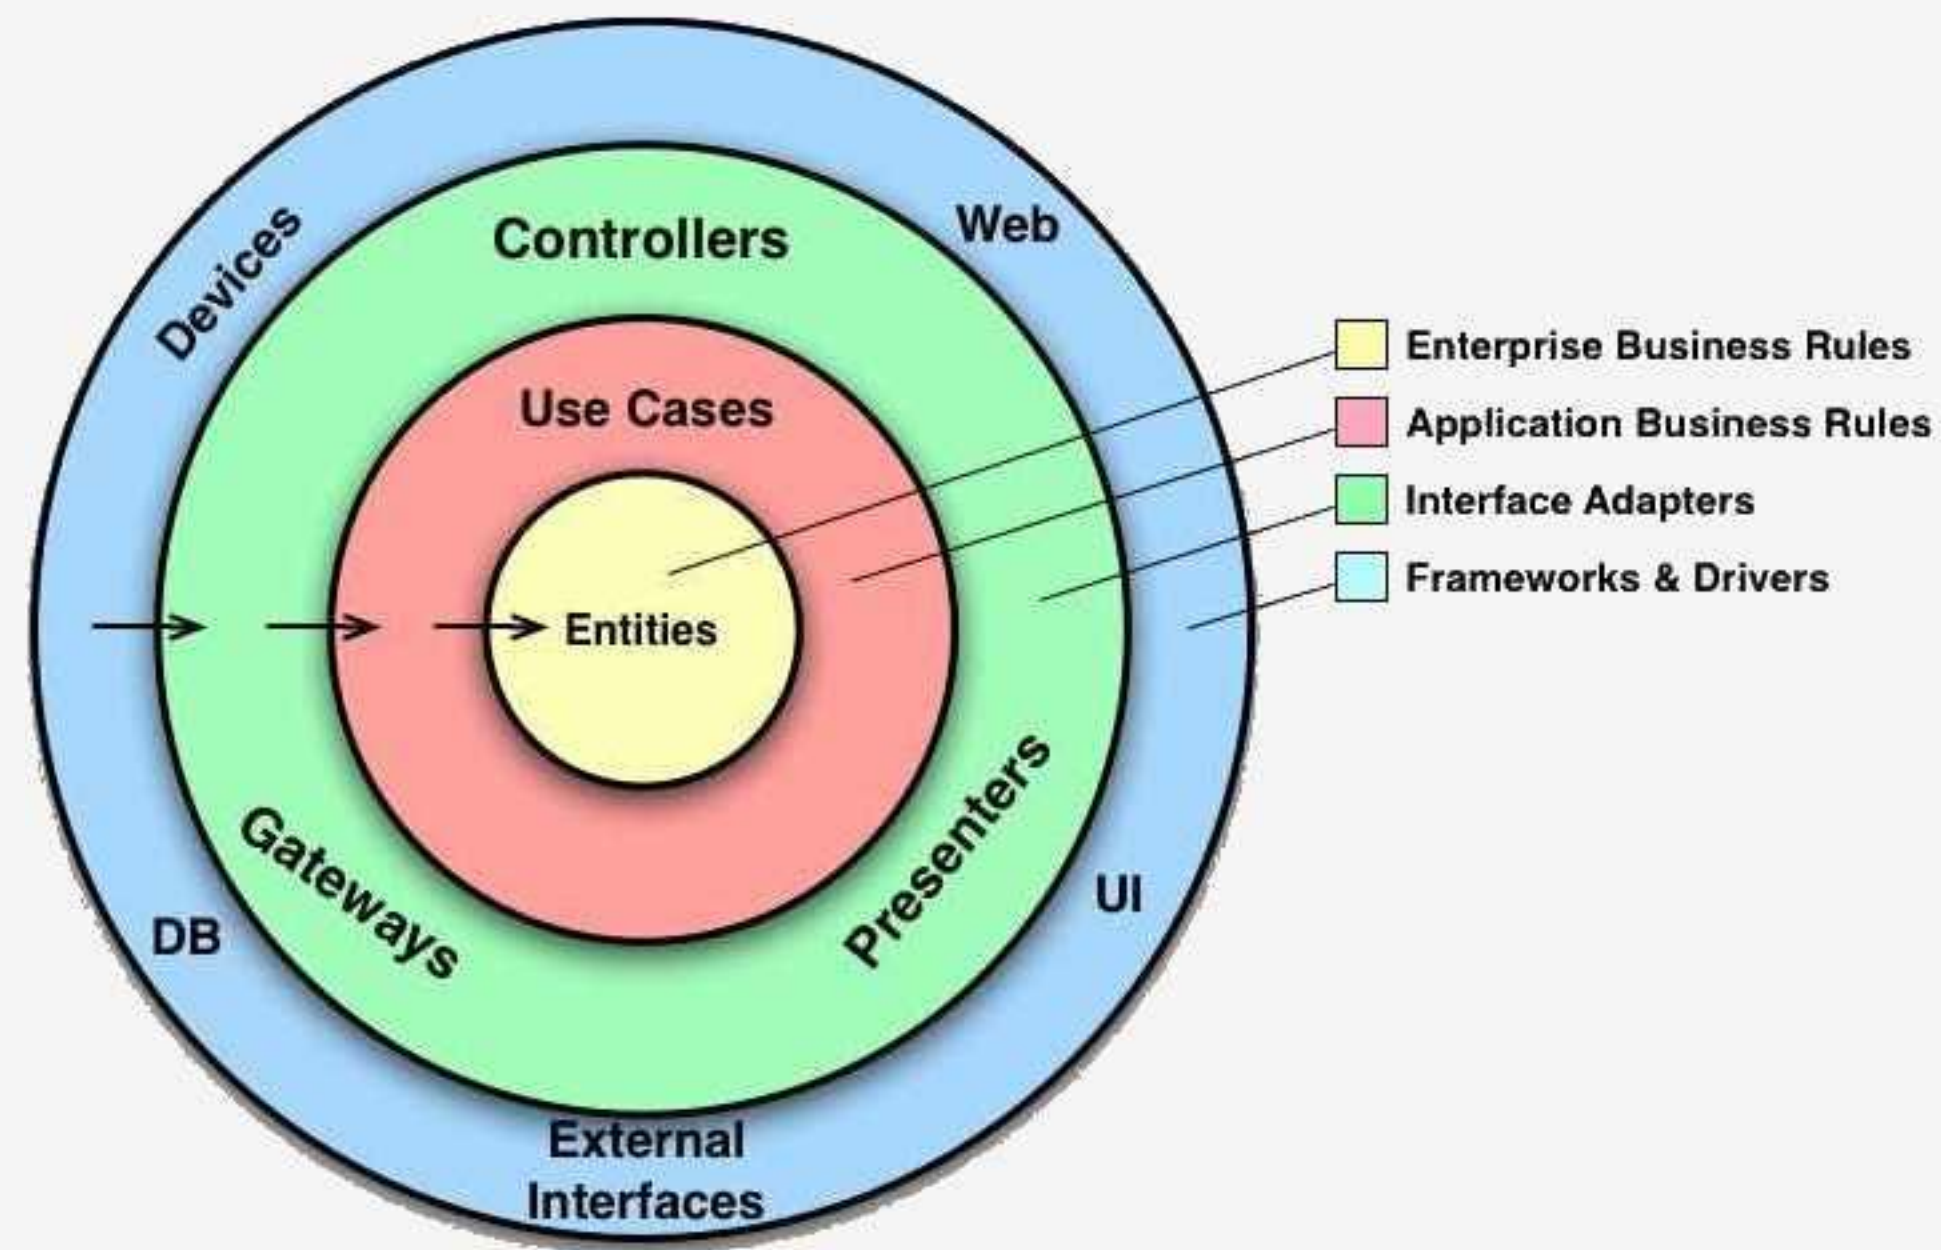 Devices
Controllers
Web
Use Cases
Entities
Gateways
Presenters
DB
UI
External
Interfaces
Enterprise Business Rules
Application Business Rules
Interface Adapters
Frameworks & Drivers